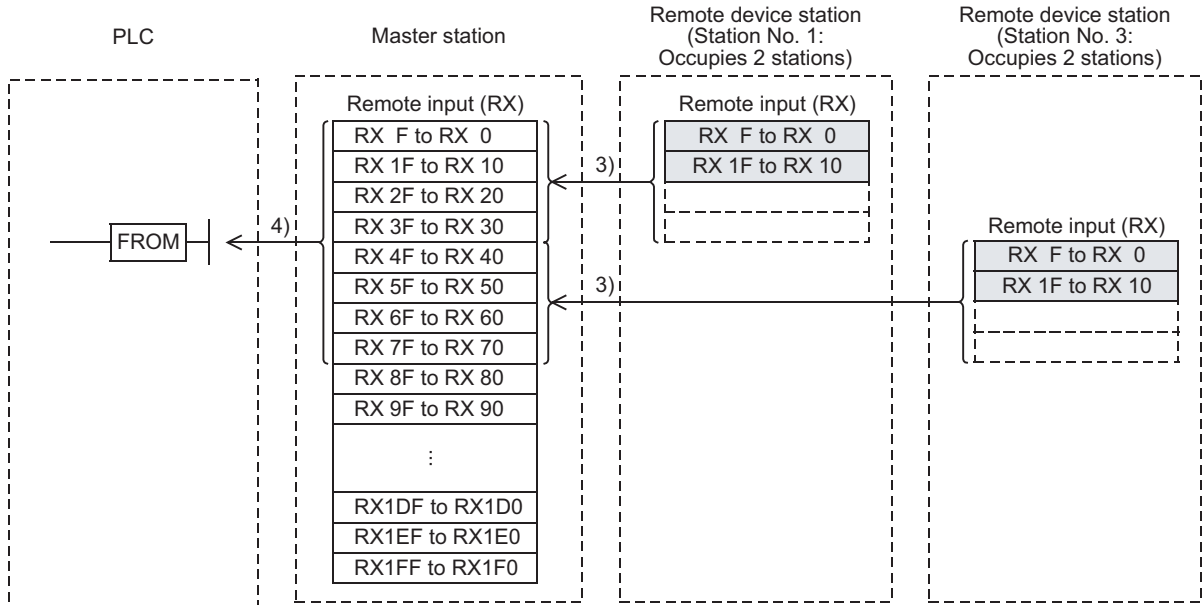 PLC
Master station
Remote device station
(Station No. 1:
Occupies 2 stations)
Remote device station
(Station No. 3:
Occupies 2 stations)
Remote input (RX)
RX F to RX 0
RX 1F to RX 10
RX 2F to RX 20
RX 3F to RX 30
RX 4F to RX 40
RX 5F to RX 50
RX 6F to RX 60
RX 7F to RX 70
RX 8F to RX 80
RX 9F to RX 90
⋮
RX1DF to RX1D0
RX1EF to RX1E0
RX1FF to RX1F0
FROM
4)
3)
3)
Remote input (RX)
RX F to RX 0
RX 1F to RX 10
Remote input (RX)
RX F to RX 0
RX 1F to RX 10